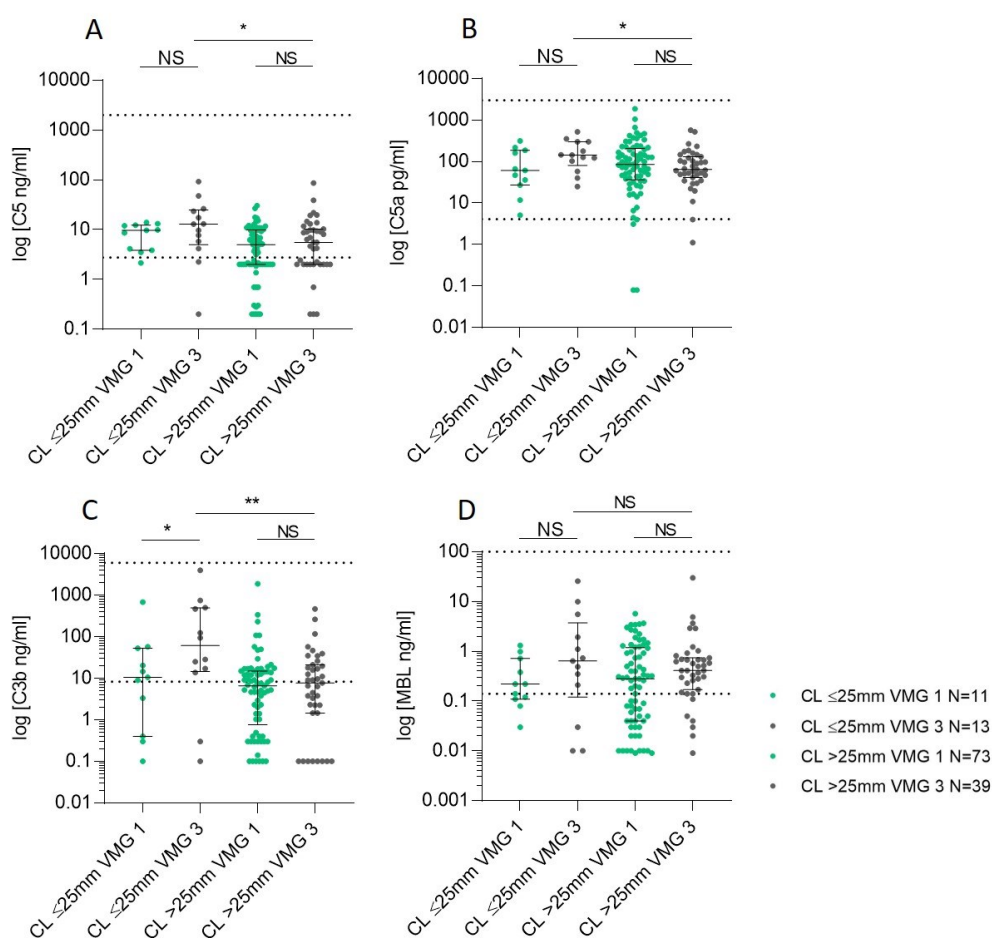 A
*
NS
NS
log [C5 ng/ml]
10000
1000
100
10
1
0.1
CL ≤25mm VMG 1
CL ≤25mm VMG 3
CL >25mm VMG 1
CL >25mm VMG 3
B
*
NS
NS
log [C5a pg/ml]
10000
1000
100
10
1
0.1
0.01
CL ≤25mm VMG 1
CL ≤25mm VMG 3
CL >25mm VMG 1
CL >25mm VMG 3
C
**
*
NS
log [C3b ng/ml]
10000
1000
100
10
1
0.1
0.01
CL ≤25mm VMG 1
CL ≤25mm VMG 3
CL >25mm VMG 1
CL >25mm VMG 3
D
NS
NS
NS
log [MBL ng/ml]
100
10
1
0.1
0.01
0.001
CL ≤25mm VMG 1
CL ≤25mm VMG 3
CL >25mm VMG 1
CL >25mm VMG 3
CL ≤25mm VMG 1 N=11
CL ≤25mm VMG 3 N=13
CL >25mm VMG 1 N=73
CL >25mm VMG 3 N=39